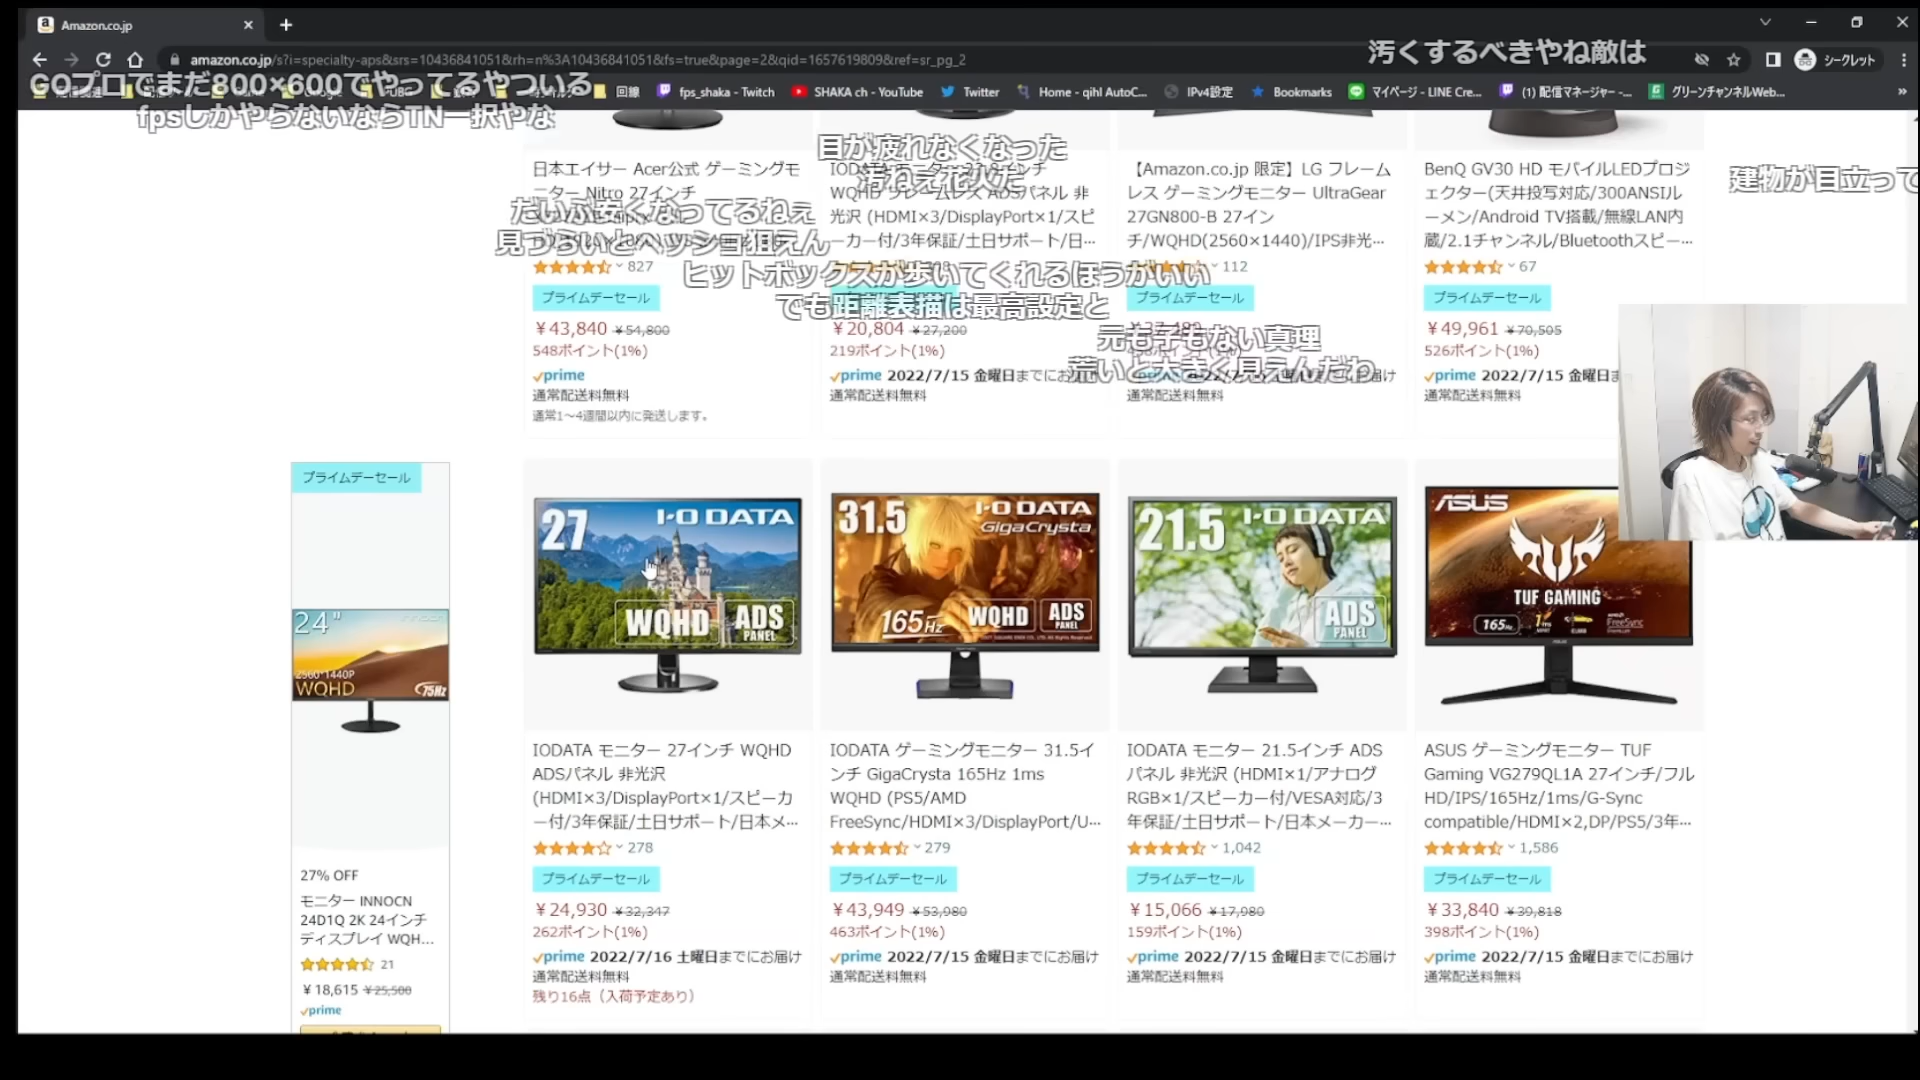 Amazon.co.jp
amazon.co.jp/s?i=specialty-aps&srs=10436841051&rh=n%3A10436841051&fs=true&page=2&qid=1657619809&ref=sr_pg_2
シークレット
汚くするべきやね敵は
GOプロでまだ800×600でやってるやついる
回線
fps_shaka - Twitch
SHAKA ch - YouTube
Twitter
Home - qihl AutoC...
IPv4設定
Bookmarks
マイページ - LINE Cre...
(1) 配信マネージャー -...
グリーンチャンネルWeb...
fpsしかやらないならTN一択やな
目が疲れなくなった
汚ねえ花火だ
建物が目立って
だいぶ安くなってるねぇ
見づらいとヘッショ狙えん
ヒットボックスが歩いてくれるほうがいい
でも距離表描は最高設定と
元も子もない真理
荒いと大きく見えんだわ
日本エイサー Acer公式 ゲーミングモ
ニター Nitro 27インチ
827
プライムデーセール
¥43,840 ¥54,800
548ポイント(1%)
prime
通常配送料無料
通常1~4週間以内に発送します。
WQHD フレームレス ADSパネル 非
光沢 (HDMI×3/DisplayPort×1/スピ
ーカー付/3年保証/土日サポート/日…
¥20,804 ¥27,200
219ポイント(1%)
prime 2022/7/15 金曜日までにお届け
通常配送料無料
【Amazon.co.jp 限定】LG フレーム
レス ゲーミングモニター UltraGear
27GN800-B 27イン
チ/WQHD(2560×1440)/IPS非光…
112
プライムデーセール
通常配送料無料
BenQ GV30 HD モバイルLEDプロジ
ェクター(天井投写対応/300ANSIル
ーメン/Android TV搭載/無線LAN内
蔵/2.1チャンネル/Bluetoothスピー…
67
プライムデーセール
¥49,961 ¥70,505
526ポイント(1%)
prime 2022/7/15 金曜日ま
通常配送料無料
プライムデーセール
24"
2560*1440P
WQHD
75Hz
27% OFF
モニター INNOCN
24D1Q 2K 24インチ
ディスプレイ WQH...
21
¥18,615 ¥25,500
prime
27
I-O DATA
WQHD
ADS
PANEL
IODATA モニター 27インチ WQHD
ADSパネル 非光沢
(HDMI×3/DisplayPort×1/スピーカ
ー付/3年保証/土日サポート/日本メ…
278
プライムデーセール
¥24,930 ¥32,347
262ポイント(1%)
prime 2022/7/16 土曜日までにお届け
通常配送料無料
残り16点（入荷予定あり）
31.5
I-O DATA
GigaCrysta
165Hz
WQHD
ADS
PANEL
IODATA ゲーミングモニター 31.5イ
ンチ GigaCrysta 165Hz 1ms
WQHD (PS5/AMD
FreeSync/HDMI×3/DisplayPort/U…
279
プライムデーセール
¥43,949 ¥53,980
463ポイント(1%)
prime 2022/7/15 金曜日までにお届け
通常配送料無料
21.5
I-O DATA
ADS
PANEL
IODATA モニター 21.5インチ ADS
パネル 非光沢 (HDMI×1/アナログ
RGB×1/スピーカー付/VESA対応/3
年保証/土日サポート/日本メーカー…
1,042
プライムデーセール
¥15,066 ¥17,980
159ポイント(1%)
prime 2022/7/15 金曜日までにお届け
通常配送料無料
ASUS
TUF GAMING
165Hz
1ms
FreeSync
ASUS ゲーミングモニター TUF
Gaming VG279QL1A 27インチ/フル
HD/IPS/165Hz/1ms/G-Sync
compatible/HDMI×2,DP/PS5/3年…
1,586
プライムデーセール
¥33,840 ¥39,818
398ポイント(1%)
prime 2022/7/15 金曜日までにお届け
通常配送料無料